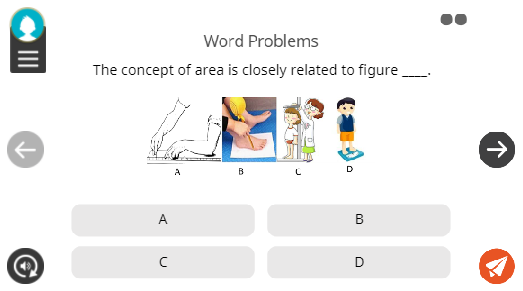 Word Problems
The concept of area is closely related to figure ____.
A B C D
A B
C D